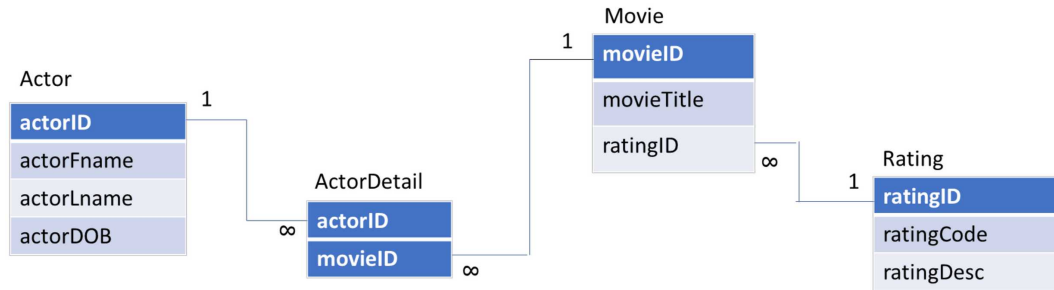 Actor
1
actorID
actorFname
actorLname
actorDOB
ActorDetail
∞
actorID
movieID
∞
Movie
1
movieID
movieTitle
ratingID
∞
Rating
1
ratingID
ratingCode
ratingDesc